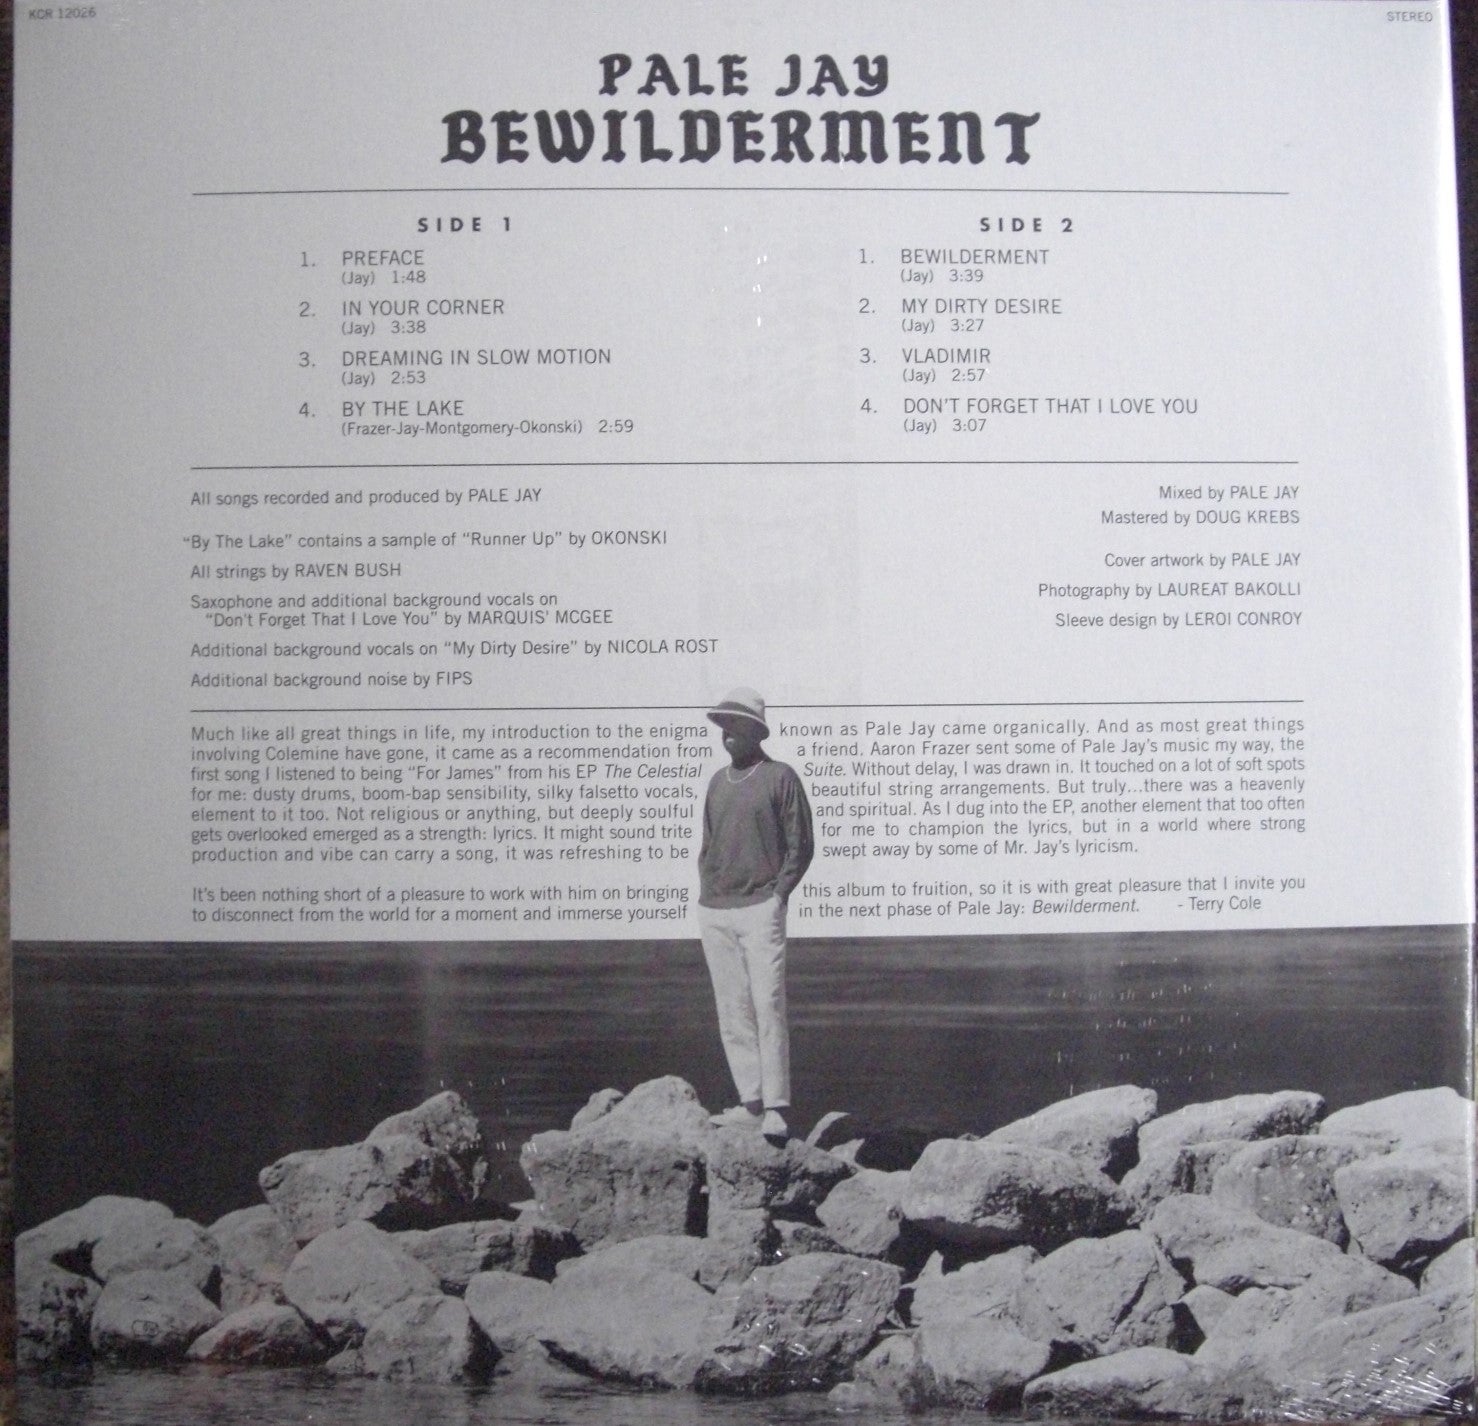 KCR 12026
STEREO
PALE JAY
BEWILDERMENT
SIDE 1
1. PREFACE
(Jay) 1:48
2. IN YOUR CORNER
(Jay) 3:38
3. DREAMING IN SLOW MOTION
(Jay) 2:53
4. BY THE LAKE
(Frazer-Jay-Montgomery-Okonski) 2:59
SIDE 2
1. BEWILDERMENT
(Jay) 3:39
2. MY DIRTY DESIRE
(Jay) 3:27
3. VLADIMIR
(Jay) 2:57
4. DON'T FORGET THAT I LOVE YOU
(Jay) 3:07
All songs recorded and produced by PALE JAY
"By The Lake" contains a sample of "Runner Up" by OKONSKI
All strings by RAVEN BUSH
Saxophone and additional background vocals on
"Don't Forget That I Love You" by MARQUIS' MCGEE
Additional background vocals on "My Dirty Desire" by NICOLA ROST
Additional background noise by FIPS
Mixed by PALE JAY
Mastered by DOUG KREBS
Cover artwork by PALE JAY
Photography by LAUREAT BAKOLLI
Sleeve design by LEROI CONROY
Much like all great things in life, my introduction to the enigma known as Pale Jay came organically. And as most great things
involving Colemine have gone, it came as a recommendation from a friend. Aaron Frazer sent some of Pale Jay's music my way, the
first song I listened to being "For James" from his EP The Celestial Suite. Without delay, I was drawn in. It touched on a lot of soft spots
for me: dusty drums, boom-bap sensibility, silky falsetto vocals, beautiful string arrangements. But truly...there was a heavenly
element to it too. Not religious or anything, but deeply soulful and spiritual. As I dug into the EP, another element that too often
gets overlooked emerged as a strength: lyrics. It might sound trite for me to champion the lyrics, but in a world where strong
production and vibe can carry a song, it was refreshing to be swept away by some of Mr. Jay's lyricism.
It's been nothing short of a pleasure to work with him on bringing this album to fruition, so it is with great pleasure that I invite you
to disconnect from the world for a moment and immerse yourself in the next phase of Pale Jay: Bewilderment. - Terry Cole